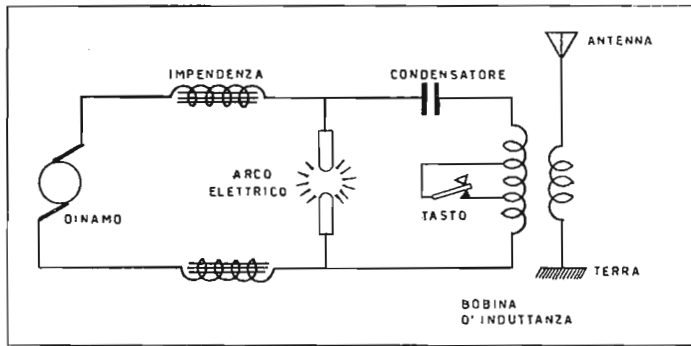 ANTENNA
IMPENDENZA
CONDENSATORE
ARCO
ELETTRICO
TASTO
DINAMO
TERRA
BOBINA
D'INDUTTANZA